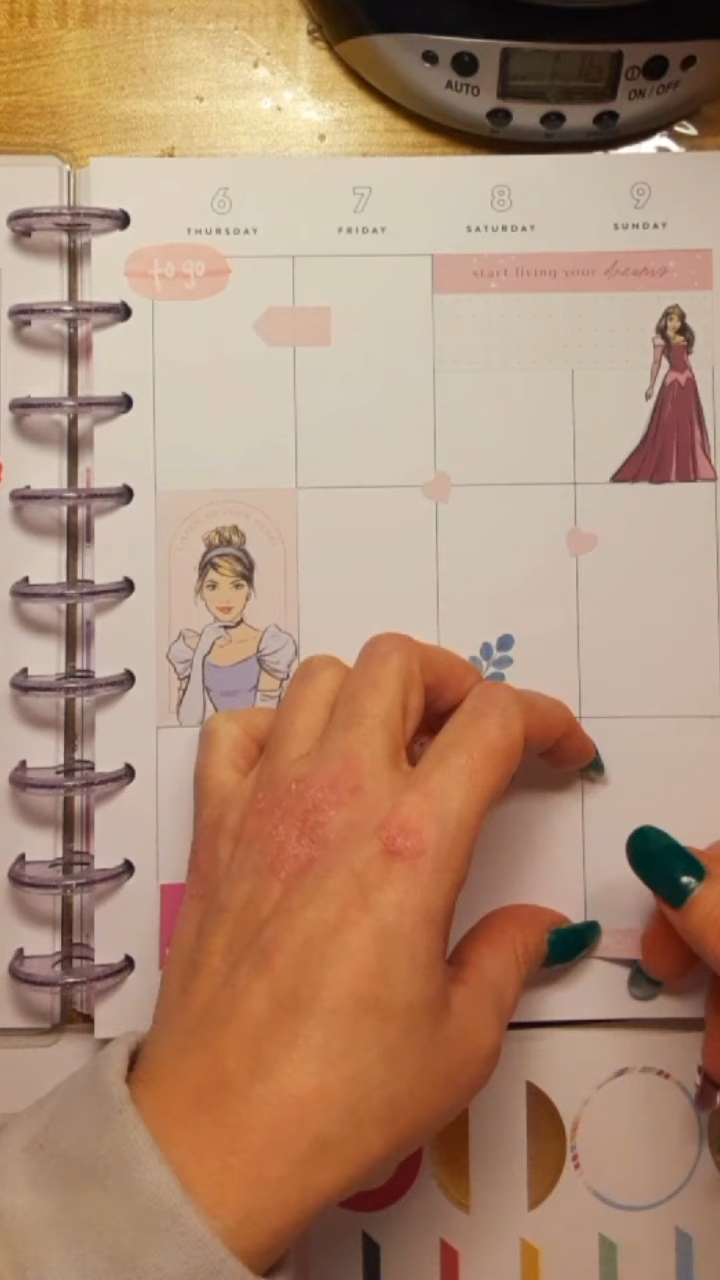 AUTO
ON / OFF
6
7
8
9
THURSDAY
FRIDAY
SATURDAY
SUNDAY
to go
start living your dreams